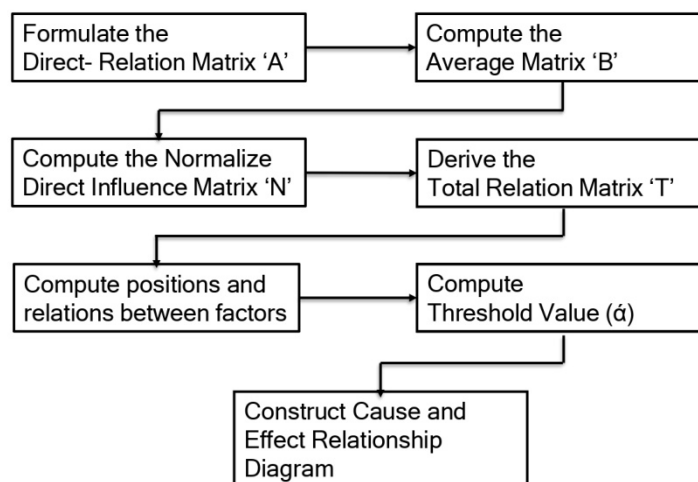 Formulate the
Direct- Relation Matrix ‘A’
Compute the
Average Matrix ‘B’
Compute the Normalize
Direct Influence Matrix ‘N’
Derive the
Total Relation Matrix ‘T’
Compute positions and
relations between factors
Compute
Threshold Value (ά)
Construct Cause and
Effect Relationship
Diagram